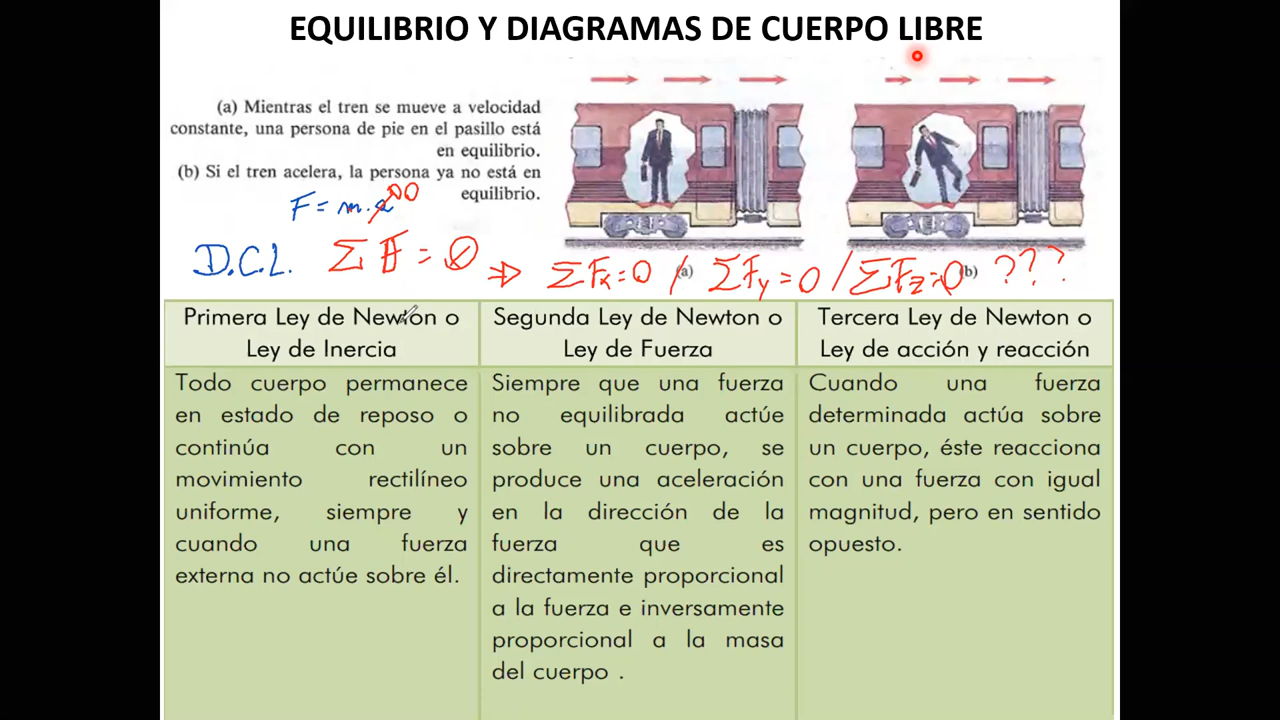 EQUILIBRIO Y DIAGRAMAS DE CUERPO LIBRE
(a) Mientras el tren se mueve a velocidad
constante, una persona de pie en el pasillo está
en equilibrio.
(b) Si el tren acelera, la persona ya no está en
equilibrio.
F = m.a 0
D.C.L. Σ F = 0 ⇒ ΣFx=0 / ΣFy=0 / ΣFz=0 ???
(a)
(b)
Primera Ley de Newton o
Ley de Inercia
Todo cuerpo permanece
en estado de reposo o
continúa con un
movimiento rectilíneo
uniforme, siempre y
cuando una fuerza
externa no actúe sobre él.
Segunda Ley de Newton o
Ley de Fuerza
Siempre que una fuerza
no equilibrada actúe
sobre un cuerpo, se
produce una aceleración
en la dirección de la
fuerza que es
directamente proporcional
a la fuerza e inversamente
proporcional a la masa
del cuerpo .
Tercera Ley de Newton o
Ley de acción y reacción
Cuando una fuerza
determinada actúa sobre
un cuerpo, éste reacciona
con una fuerza con igual
magnitud, pero en sentido
opuesto.